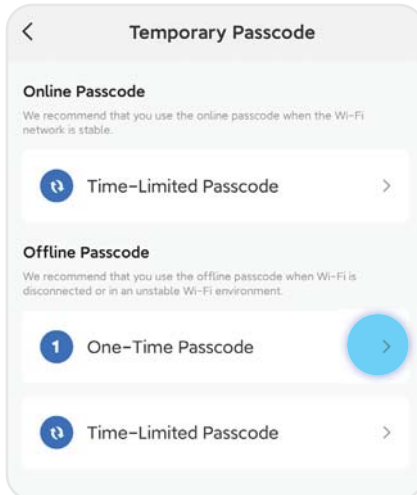 Temporary Passcode
Online Passcode
We recommend that you use the online passcode when the Wi-Fi
network is stable.
Time-Limited Passcode
Offline Passcode
We recommend that you use the offline passcode when Wi-Fi is
disconnected or in an unstable Wi-Fi environment.
1 One-Time Passcode
Time-Limited Passcode